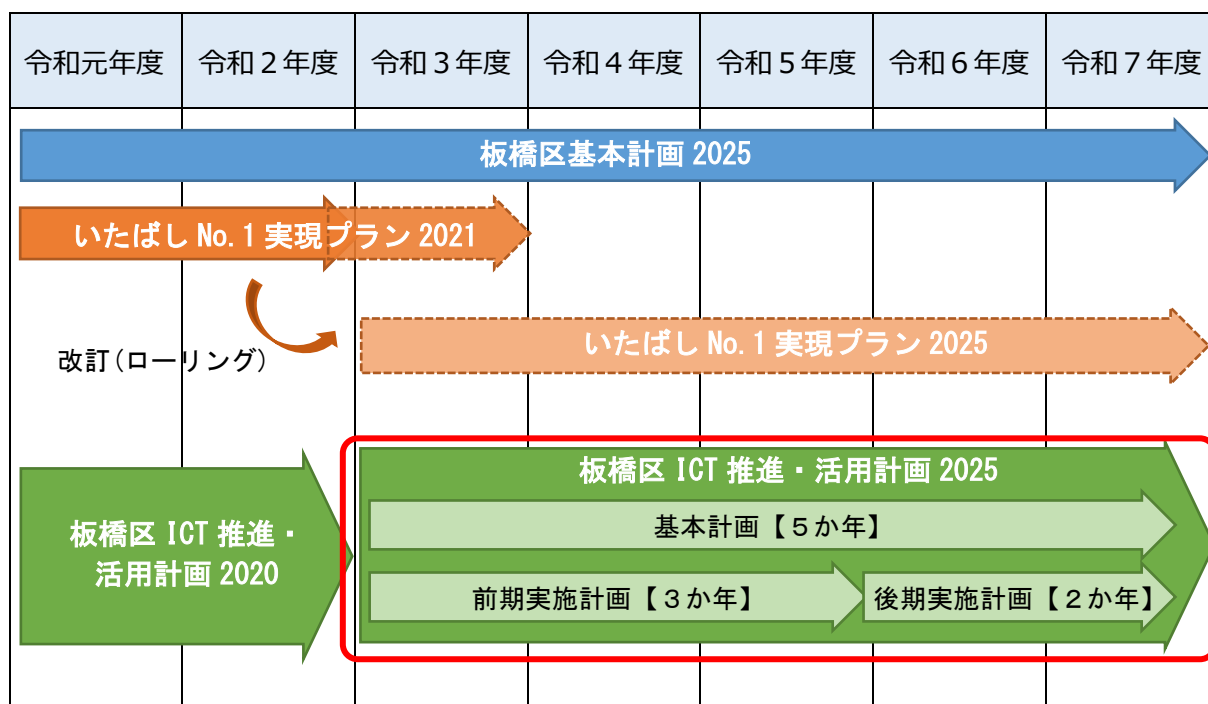 令和元年度 令和２年度 令和３年度 令和４年度 令和５年度 令和６年度 令和７年度
板橋区基本計画 2025
いたばし No.1 実現プラン 2021
いたばし No.1 実現プラン 2025
改訂(ローリング)
板橋区 ICT 推進・活用計画 2025
板橋区 ICT 推進・
活用計画 2020
基本計画【５か年】
前期実施計画【３か年】
後期実施計画【２か年】